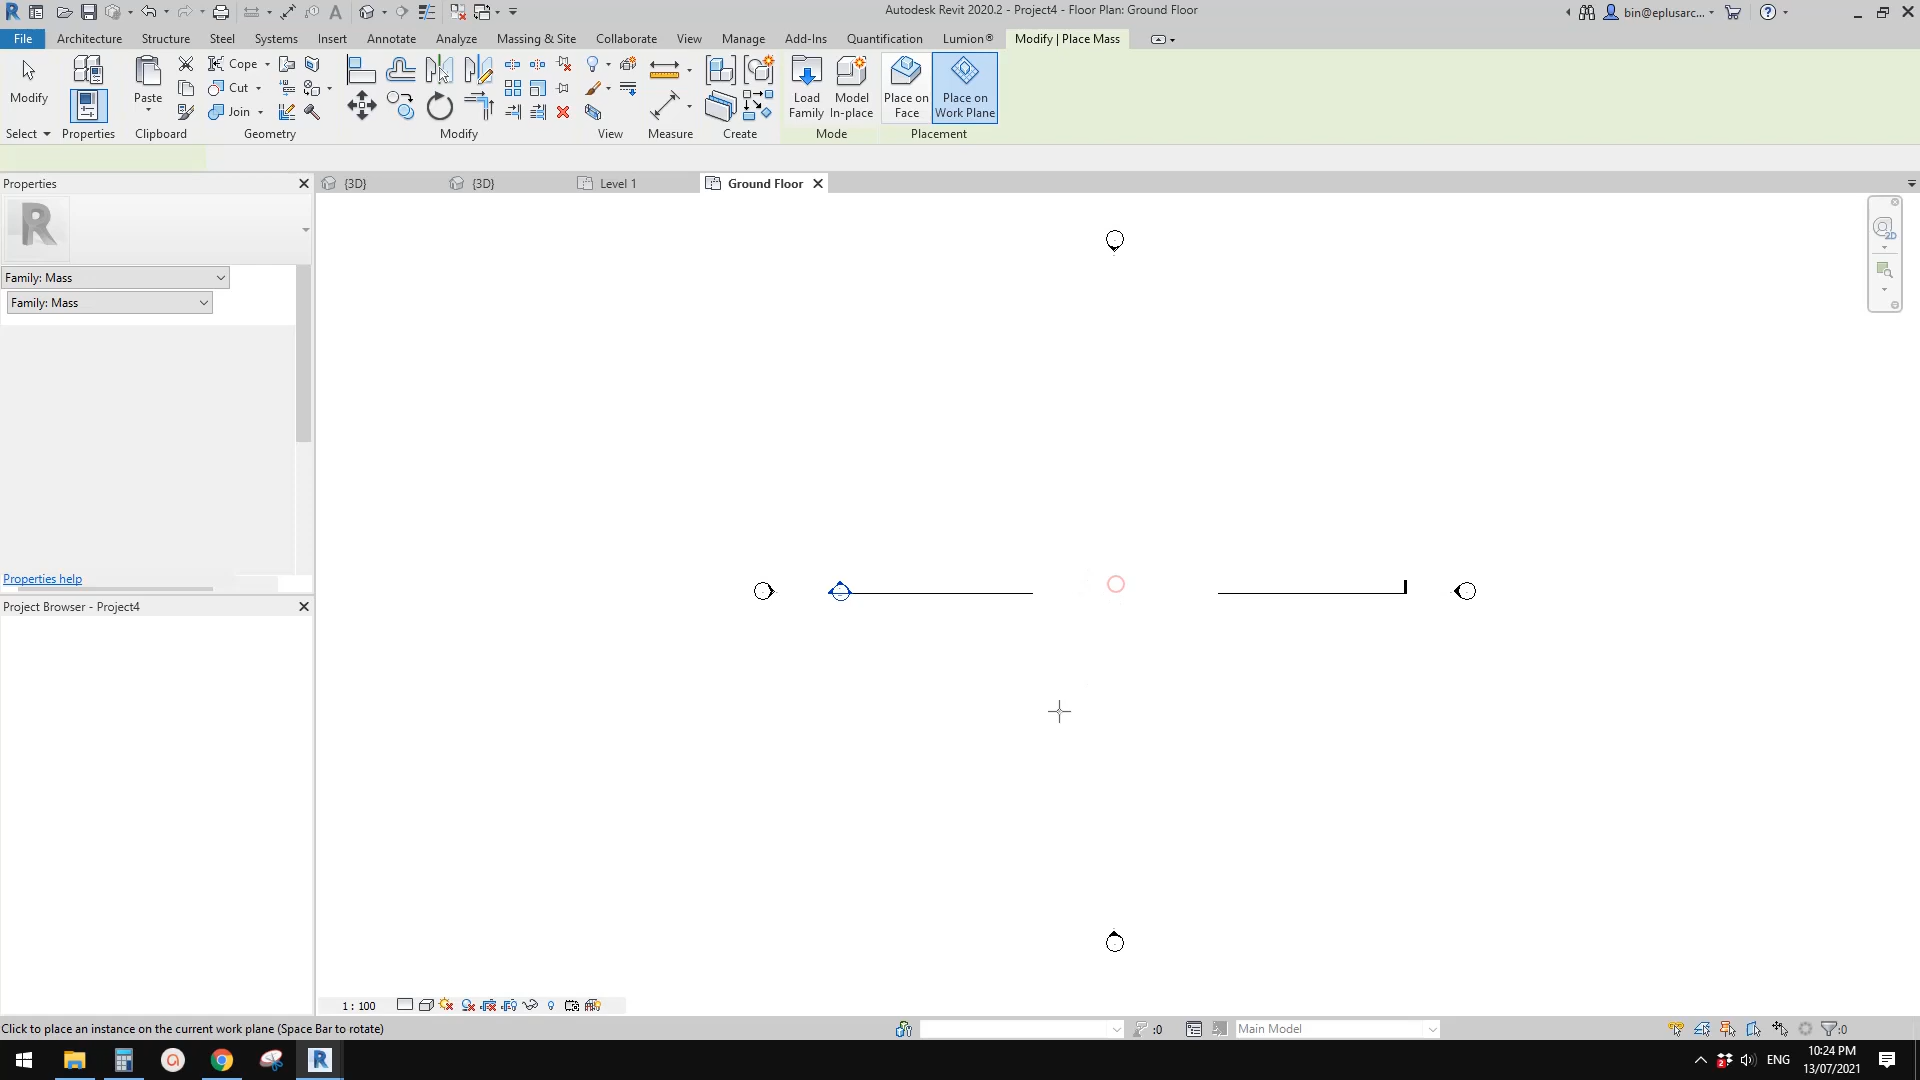 Autodesk Revit 2020.2 - Project4 - Floor Plan: Ground Floor
bin@eplusarc...
File Architecture Structure Steel Systems Insert Annotate Analyze Massing & Site Collaborate View Manage Add-Ins Quantification Lumion® Modify | Place Mass
Cope
Cut
Join
Modify
Paste
Load Family
Model In-place
Place on Face
Place on Work Plane
Select Properties Clipboard Geometry Modify View Measure Create Mode Placement
Properties
{3D} {3D} Level 1 Ground Floor
R
2D
Family: Mass
Family: Mass
Properties help
Project Browser - Project4
1 : 100
Click to place an instance on the current work plane (Space Bar to rotate)
:0
Main Model
:0
ENG
10:24 PM
13/07/2021